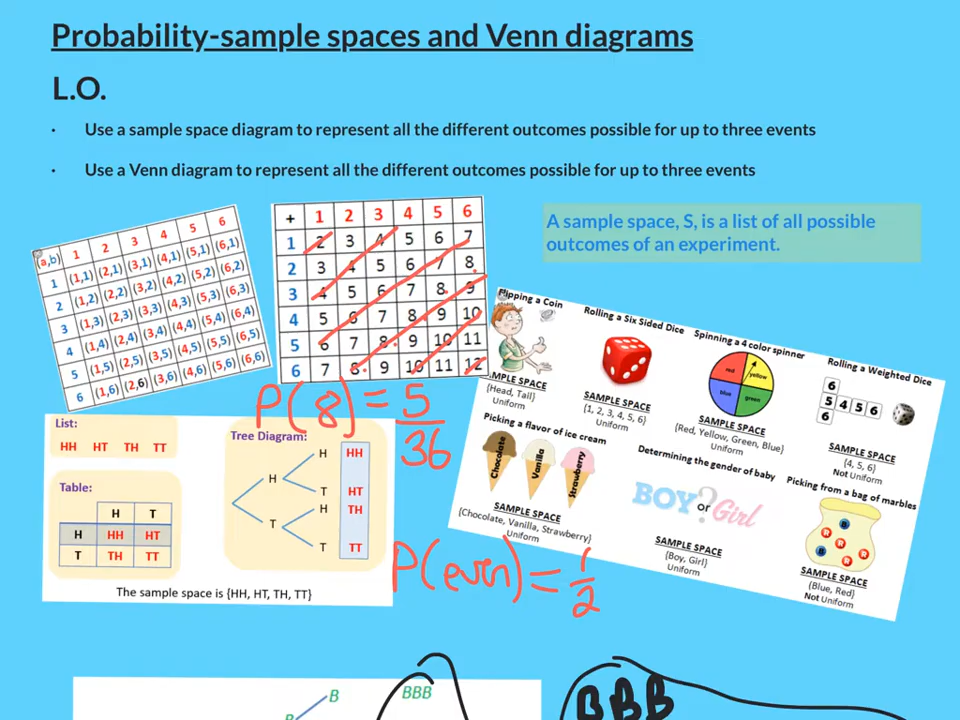 Probability-sample spaces and Venn diagrams
L.O.
· Use a sample space diagram to represent all the different outcomes possible for up to three events
· Use a Venn diagram to represent all the different outcomes possible for up to three events
(a,b) 1 2 3 4 5 6
1 (1,1) (2,1) (3,1) (4,1) (5,1) (6,1)
2 (1,2) (2,2) (3,2) (4,2) (5,2) (6,2)
3 (1,3) (2,3) (3,3) (4,3) (5,3) (6,3)
4 (1,4) (2,4) (3,4) (4,4) (5,4) (6,4)
5 (1,5) (2,5) (3,5) (4,5) (5,5) (6,5)
6 (1,6) (2,6) (3,6) (4,6) (5,6) (6,6)
+ 1 2 3 4 5 6
1 2 3 4 5 6 7
2 3 4 5 6 7 8
3 4 5 6 7 8 9
4 5 6 7 8 9 10
5 6 7 8 9 10 11
6 7 8 9 10 11 12
A sample space, S, is a list of all possible
outcomes of an experiment.
P(8) = 5
36
Flipping a Coin
SAMPLE SPACE
{Head, Tail}
Uniform
Rolling a Six Sided Dice
SAMPLE SPACE
{1, 2, 3, 4, 5, 6}
Uniform
Spinning a 4 color spinner
red yellow
blue green
SAMPLE SPACE
{Red, Yellow, Green, Blue}
Uniform
Rolling a Weighted Dice
6
5 4 5 6
6
SAMPLE SPACE
{4, 5, 6}
Not Uniform
Picking a flavor of ice cream
Chocolate
Vanilla
Strawberry
SAMPLE SPACE
{Chocolate, Vanilla, Strawberry}
Uniform
Determining the gender of baby
BOY or Girl
?
SAMPLE SPACE
{Boy, Girl}
Uniform
Picking from a bag of marbles
B
R R R
B R
SAMPLE SPACE
{Blue, Red}
Not Uniform
List:
HH HT TH TT
Table:
H T
H HH HT
T TH TT
Tree Diagram:
H HH
H
T HT
H TH
T
T TT
The sample space is {HH, HT, TH, TT}
P(even) = 1
2
B BBB
B
BBB